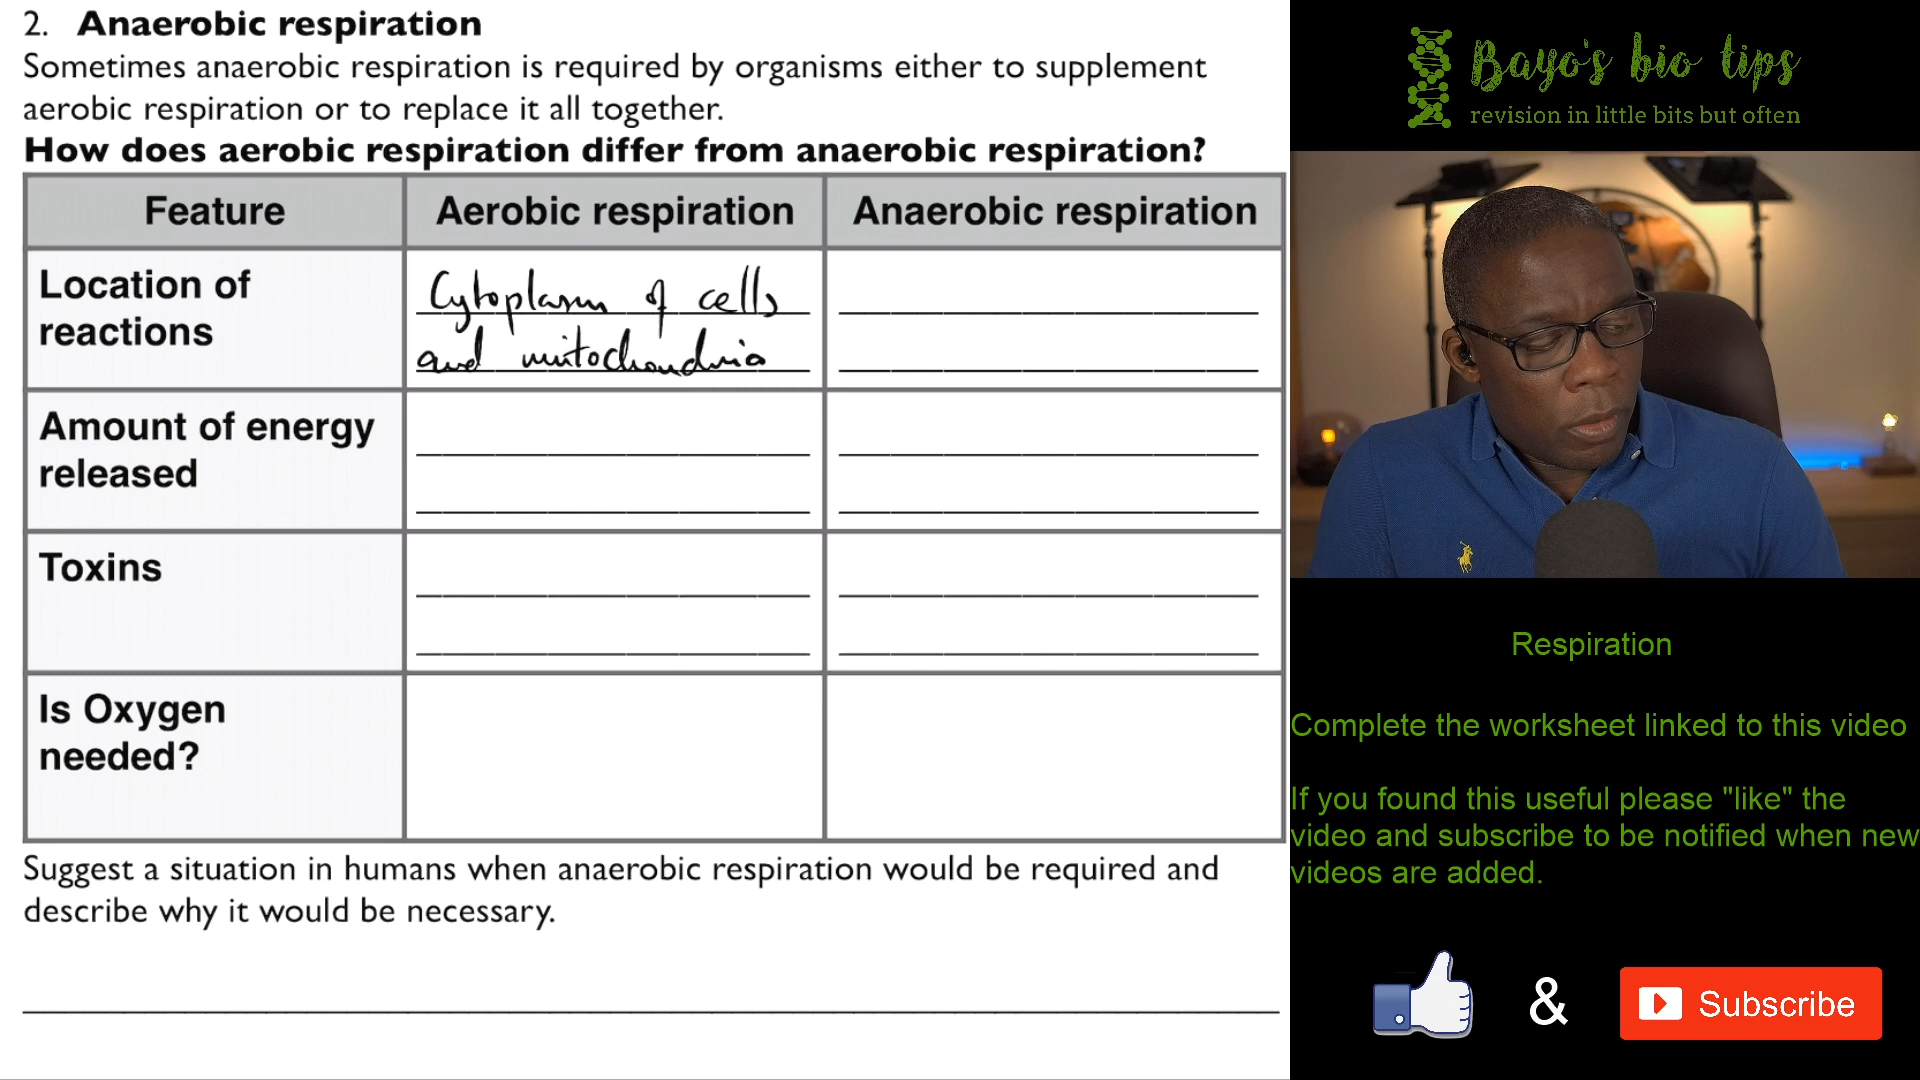 2. Anaerobic respiration
Sometimes anaerobic respiration is required by organisms either to supplement
aerobic respiration or to replace it all together.
How does aerobic respiration differ from anaerobic respiration?
Feature
Aerobic respiration
Anaerobic respiration
Location of
reactions
Cytoplasm of cells
and mitochondria
Amount of energy
released
Toxins
Is Oxygen
needed?
Suggest a situation in humans when anaerobic respiration would be required and
describe why it would be necessary.
Bayo's bio tips
revision in little bits but often
Respiration
Complete the worksheet linked to this video
If you found this useful please "like" the
video and subscribe to be notified when new
videos are added.
&
Subscribe